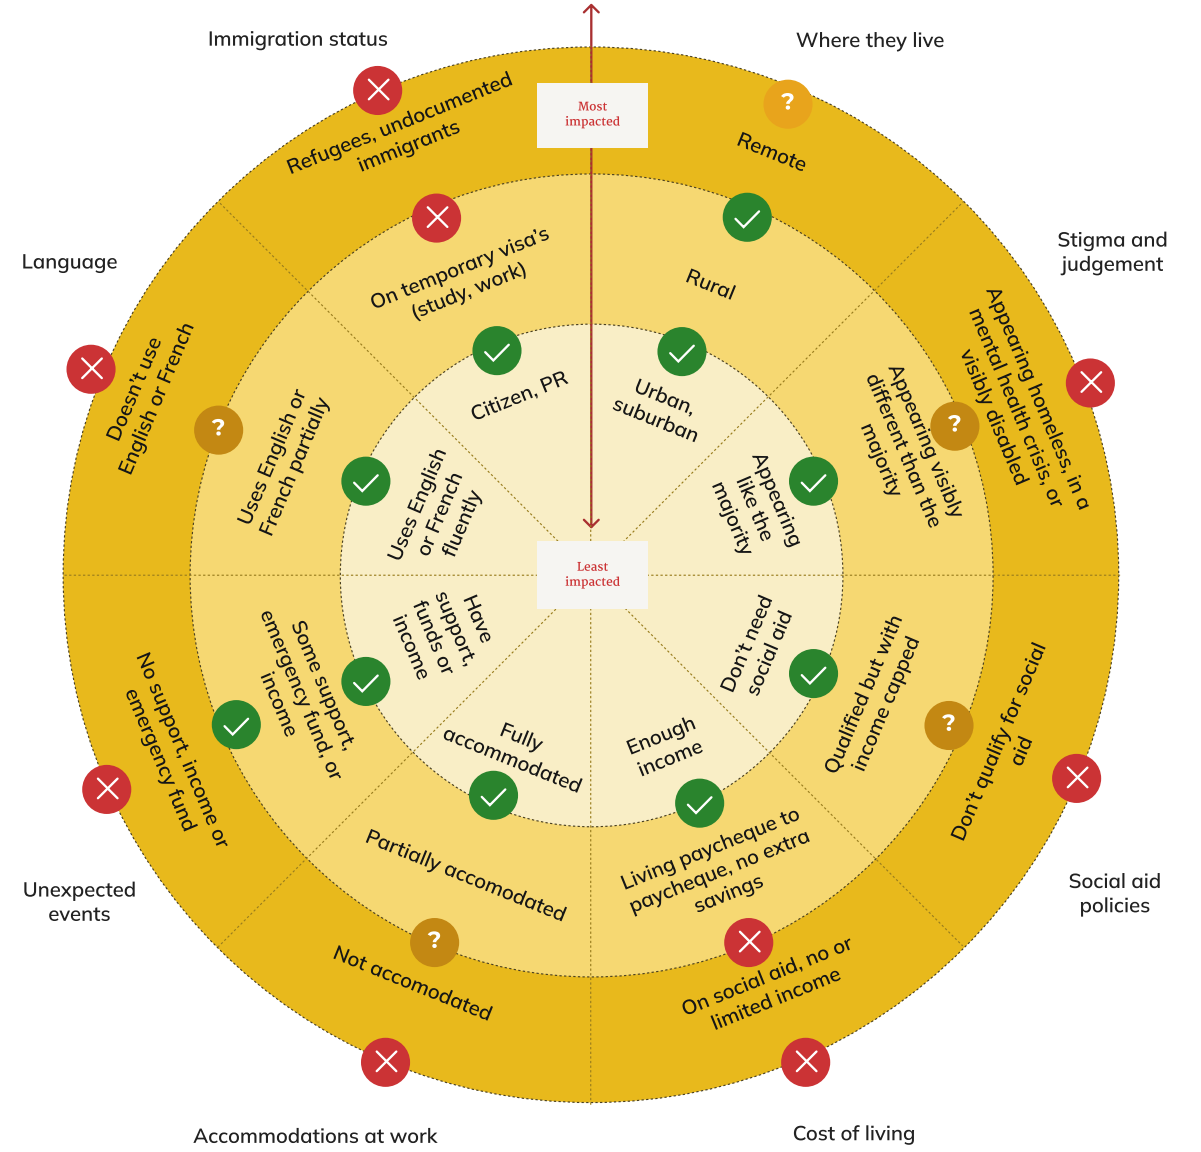 Immigration status
Where they live
Most
impacted
?
Refugees, undocumented
immigrants
Remote
On temporary visa’s
(study, work)
Rural
Citizen, PR
Urban,
suburban
Stigma and
judgement
Appearing homeless, in a
mental health crisis, or
visibly disabled
?
Appearing visibly
different than the
majority
Appearing
like the
majority
Language
Doesn’t use
English or French
?
Uses English or
French partially
Uses English
or French
fluently
Least
impacted
Have
support,
funds or
income
Some support,
emergency fund, or
income
No support, income or
emergency fund
Unexpected
events
Don’t need
social aid
Qualified but with
income capped
?
Don’t qualify for social
aid
Social aid
policies
Fully
accommodated
Partially accomodated
?
Not accomodated
Accommodations at work
Enough
income
Living paycheque to
paycheque, no extra
savings
On social aid, no or
limited income
Cost of living